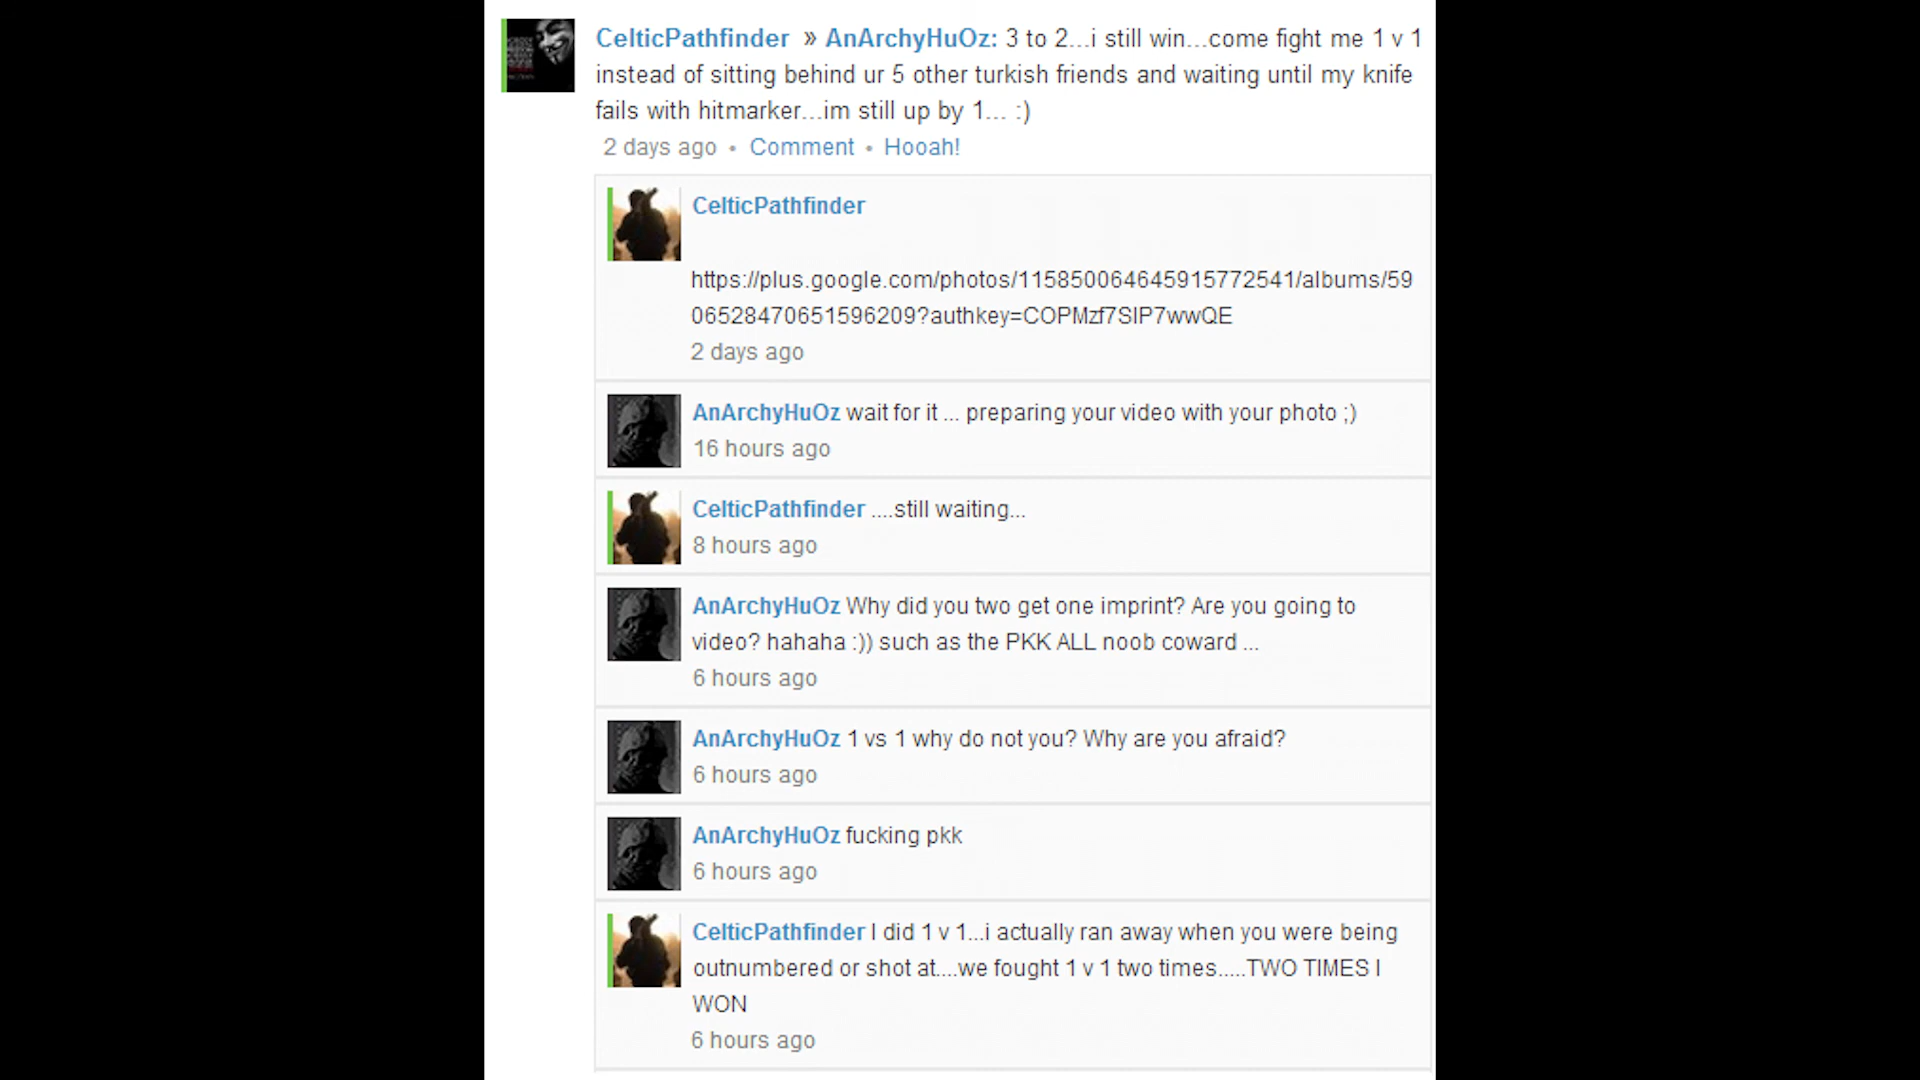 CelticPathfinder » AnArchyHuOz: 3 to 2...i still win...come fight me 1 v 1
instead of sitting behind ur 5 other turkish friends and waiting until my knife
fails with hitmarker...im still up by 1... :)
2 days ago • Comment • Hooah!
CelticPathfinder
https://plus.google.com/photos/115850064645915772541/albums/59
06528470651596209?authkey=COPMzf7SIP7wwQE
2 days ago
AnArchyHuOz wait for it ... preparing your video with your photo ;)
16 hours ago
CelticPathfinder ....still waiting...
8 hours ago
AnArchyHuOz Why did you two get one imprint? Are you going to
video? hahaha :)) such as the PKK ALL noob coward ...
6 hours ago
AnArchyHuOz 1 vs 1 why do not you? Why are you afraid?
6 hours ago
AnArchyHuOz fucking pkk
6 hours ago
CelticPathfinder I did 1 v 1...i actually ran away when you were being
outnumbered or shot at....we fought 1 v 1 two times.....TWO TIMES I
WON
6 hours ago